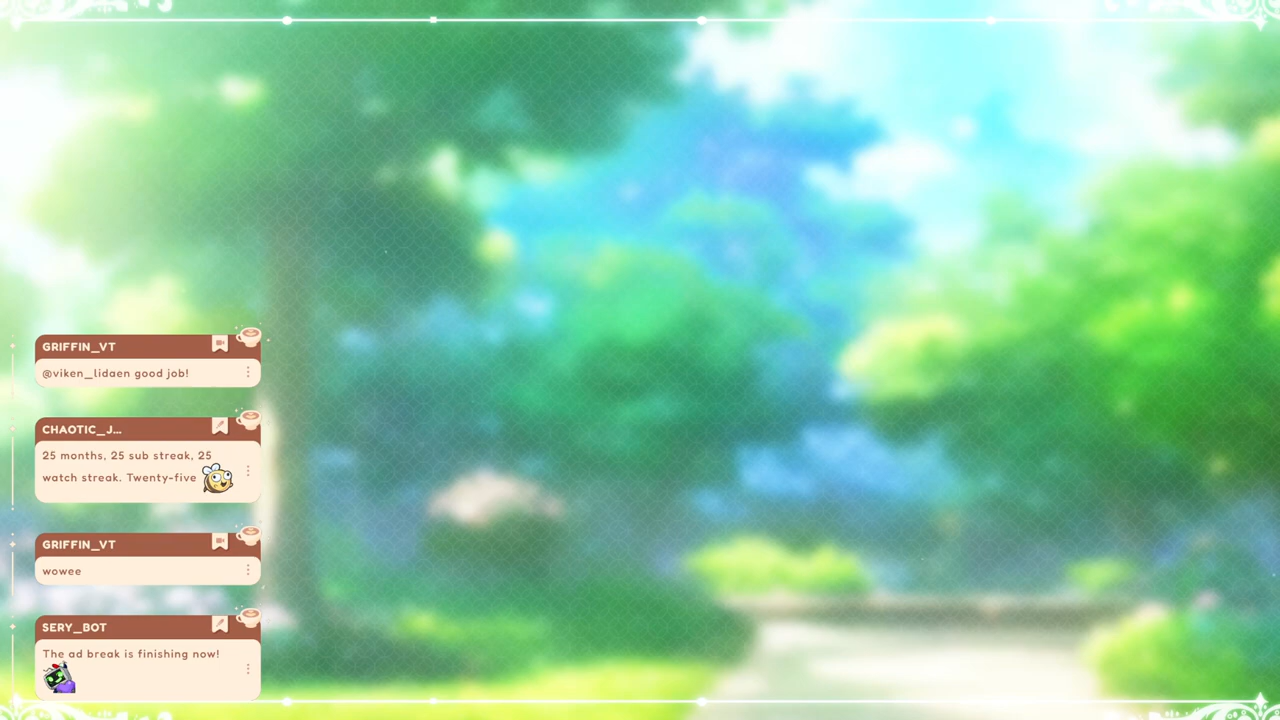 GRIFFIN_VT
@viken_lidaen good job!
CHAOTIC_J...
25 months, 25 sub streak, 25
watch streak. Twenty-five
GRIFFIN_VT
wowee
SERY_BOT
The ad break is finishing now!